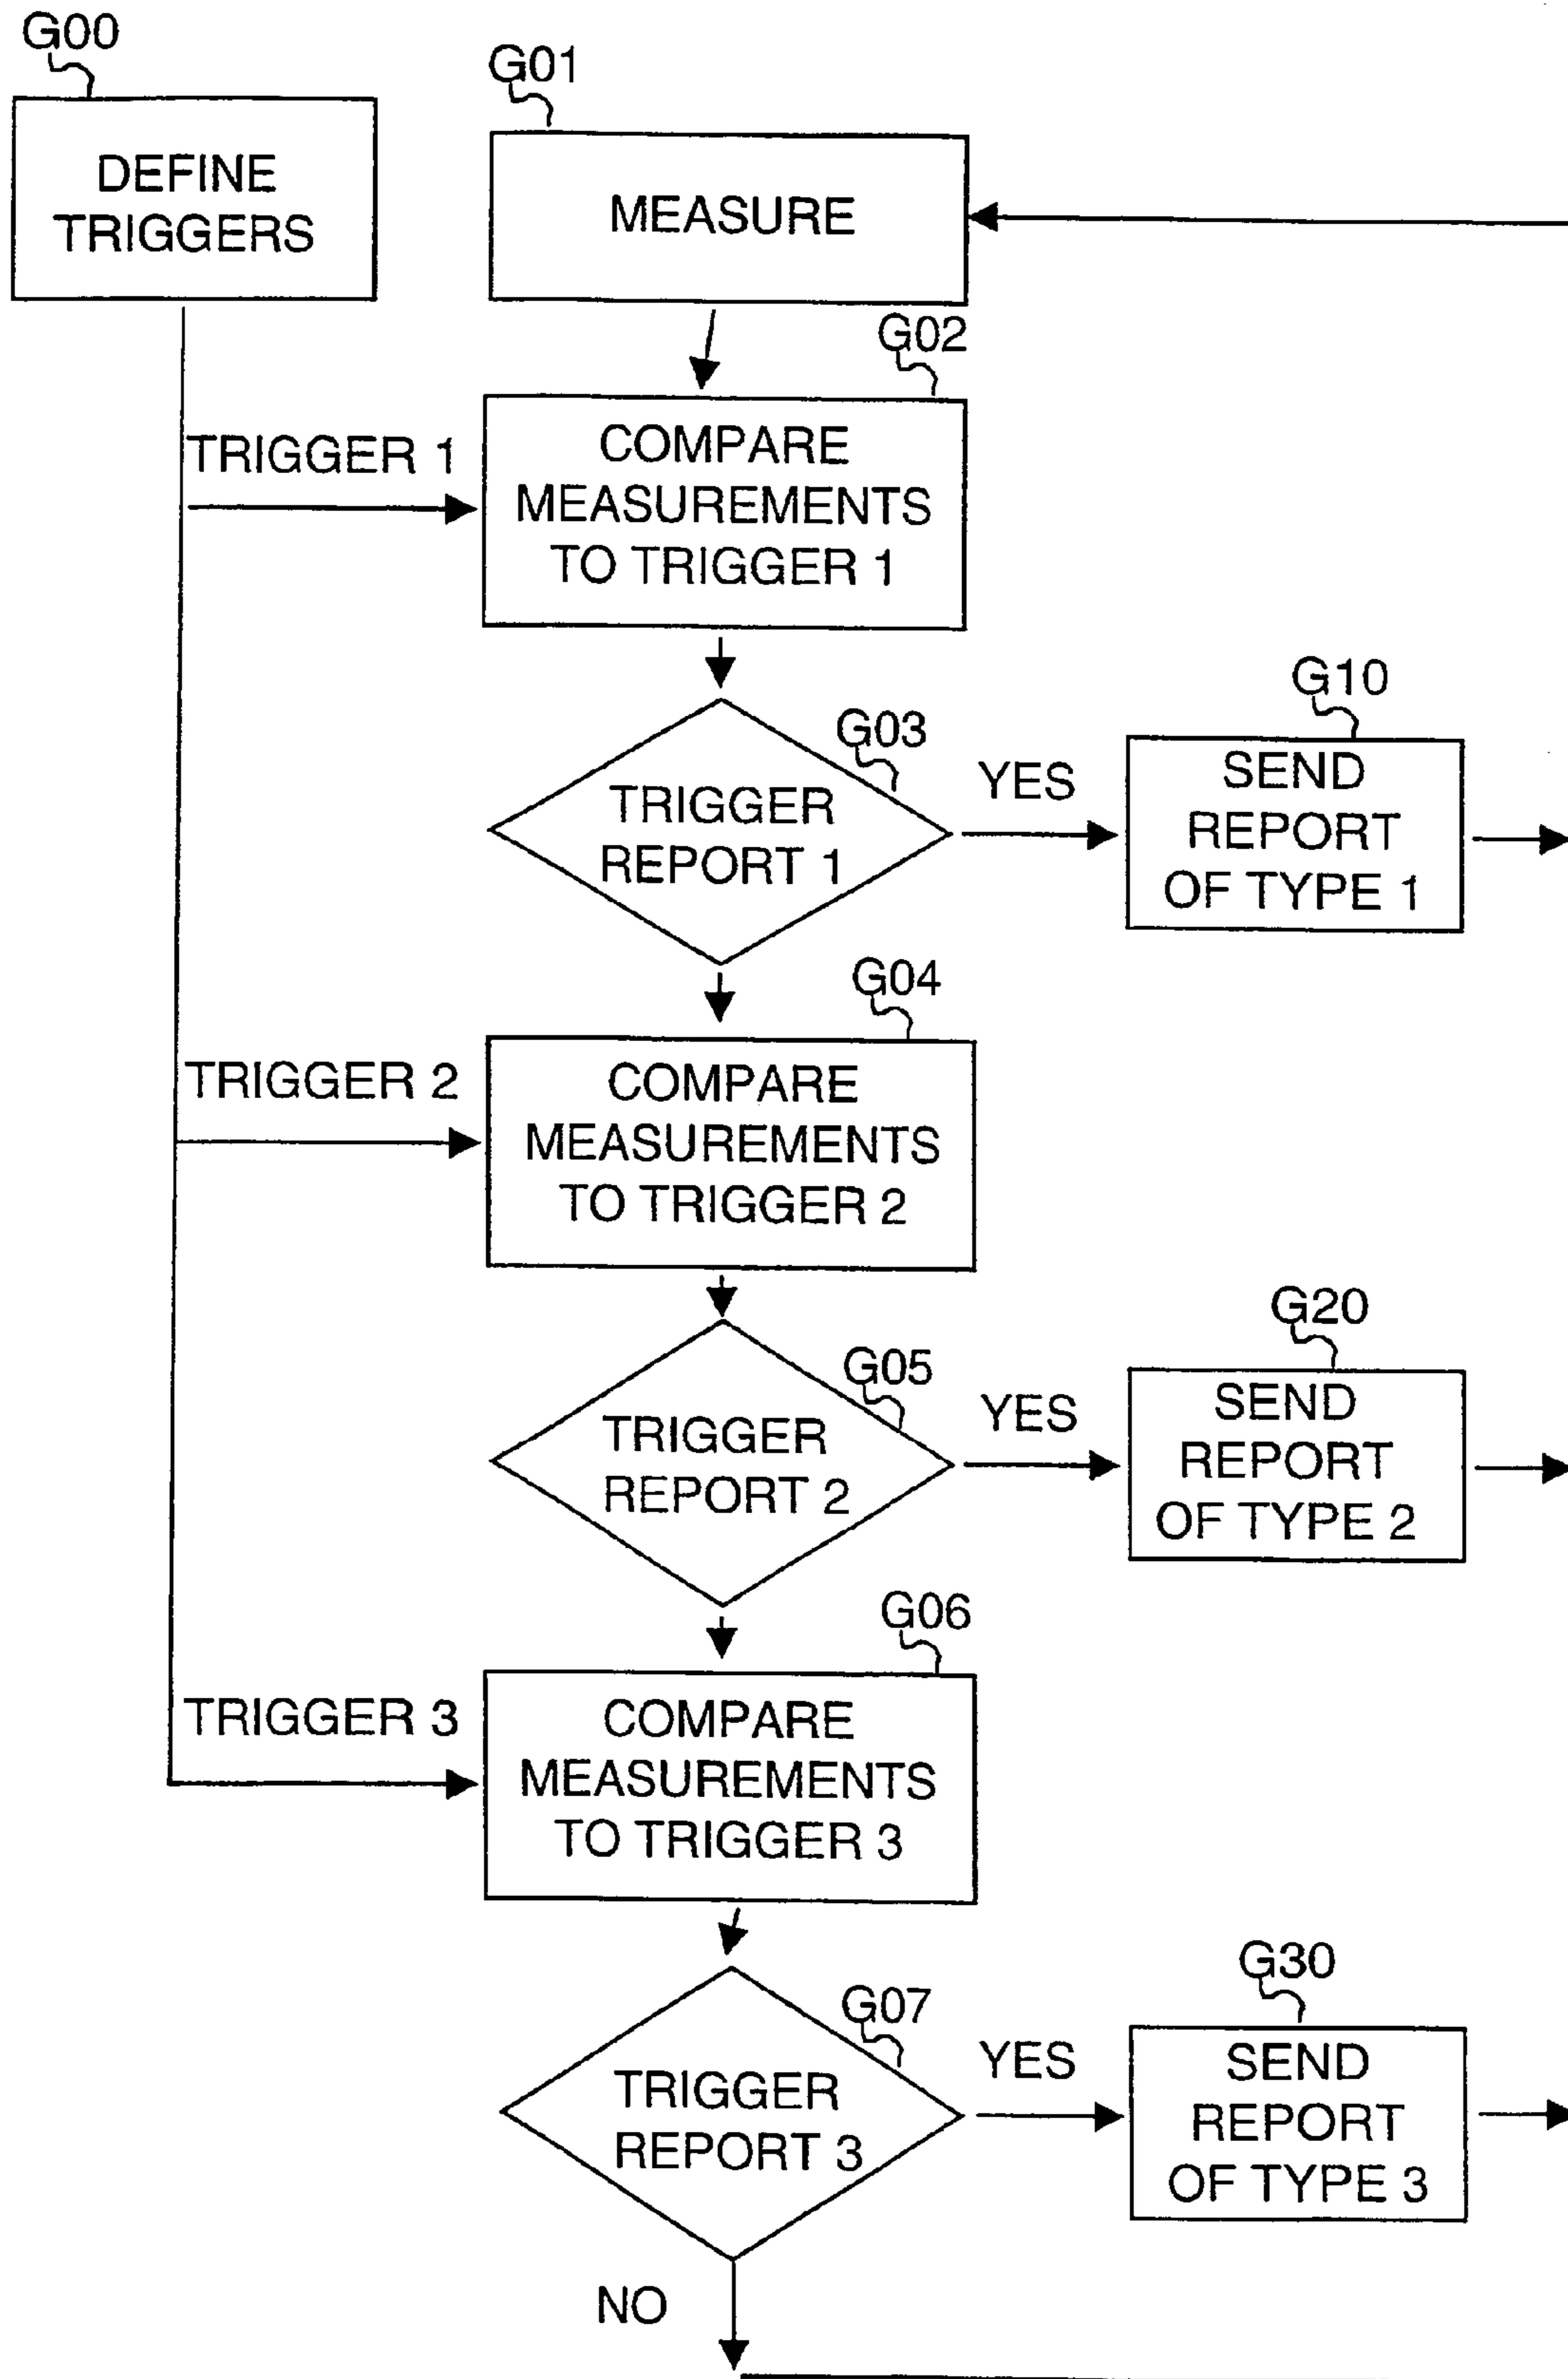 G00
DEFINE
TRIGGERS
G01
MEASURE
G02
TRIGGER 1
COMPARE
MEASUREMENTS
TO TRIGGER 1
G03
TRIGGER
REPORT 1
YES
G10
SEND
REPORT
OF TYPE 1
G04
TRIGGER 2
COMPARE
MEASUREMENTS
TO TRIGGER 2
G05
TRIGGER
REPORT 2
YES
G20
SEND
REPORT
OF TYPE 2
G06
TRIGGER 3
COMPARE
MEASUREMENTS
TO TRIGGER 3
G07
TRIGGER
REPORT 3
YES
G30
SEND
REPORT
OF TYPE 3
NO